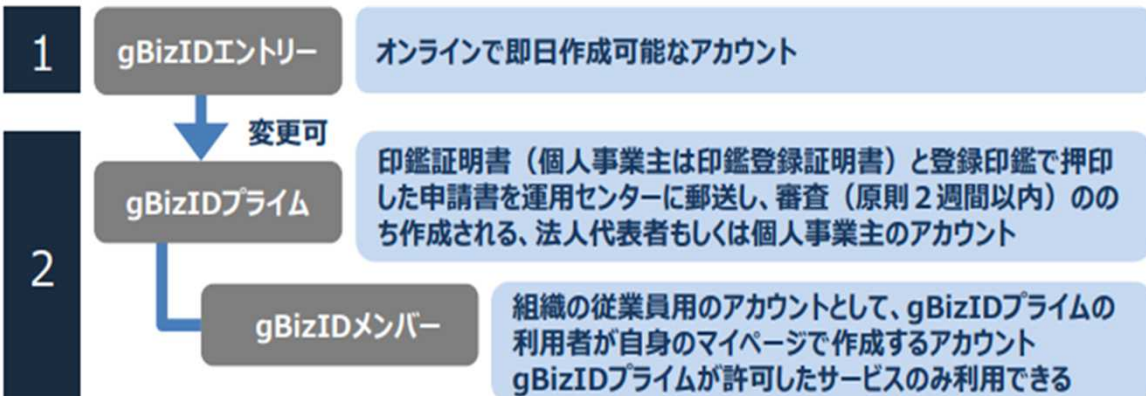 1
gBizIDエントリー
オンラインで即日作成可能なアカウント
変更可
2
gBizIDプライム
印鑑証明書（個人事業主は印鑑登録証明書）と登録印鑑で押印
した申請書を運用センターに郵送し、審査（原則２週間以内）のの
ち作成される、法人代表者もしくは個人事業主のアカウント
gBizIDメンバー
組織の従業員用のアカウントとして、gBizIDプライムの
利用者が自身のマイページで作成するアカウント
gBizIDプライムが許可したサービスのみ利用できる